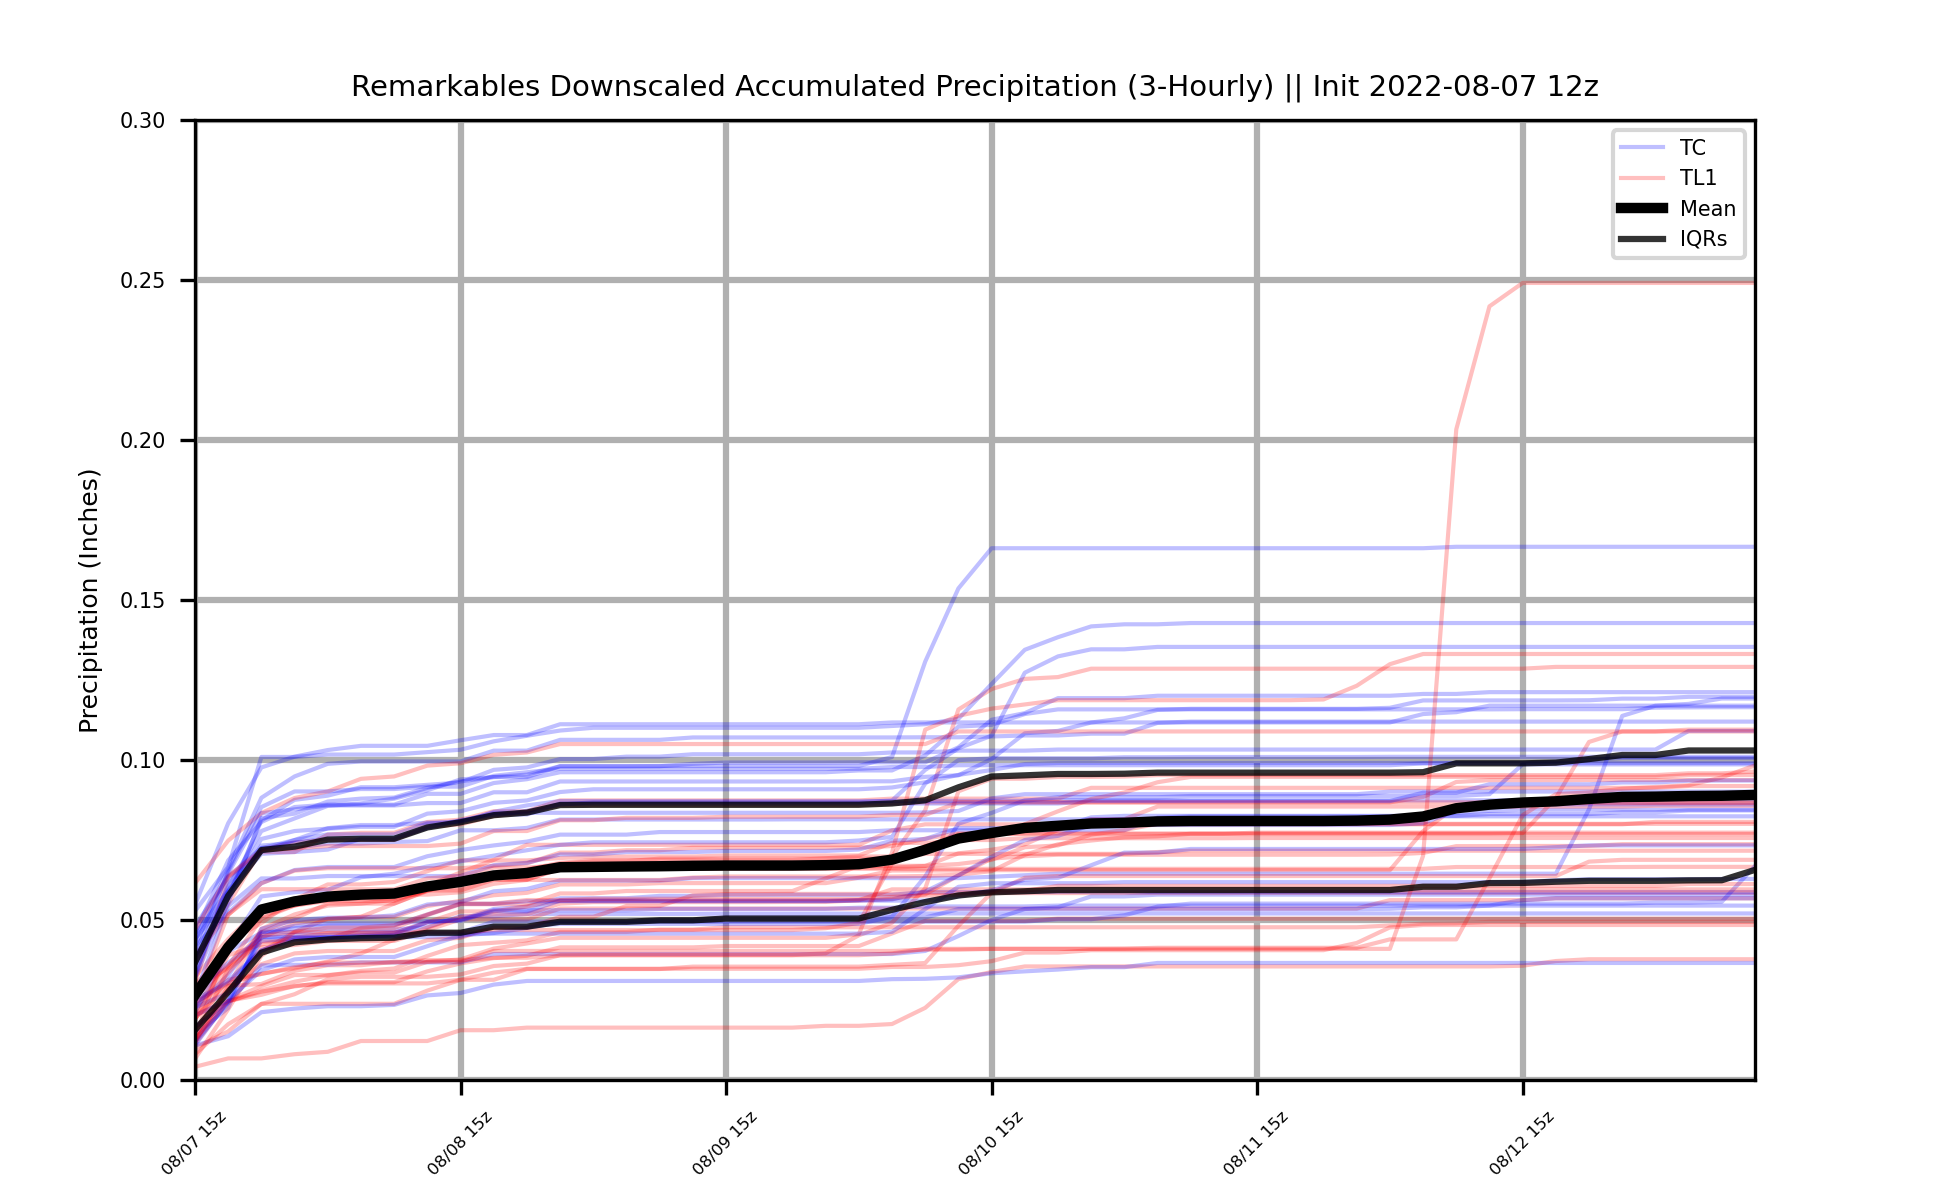 Remarkables Downscaled Accumulated Precipitation (3-Hourly) || Init 2022-08-07 12z
0.30
0.25
0.20
0.15
0.10
0.05
0.00
Precipitation (Inches)
TC
TL1
Mean
IQRs
08/07 15z
08/08 15z
08/09 15z
08/10 15z
08/11 15z
08/12 15z